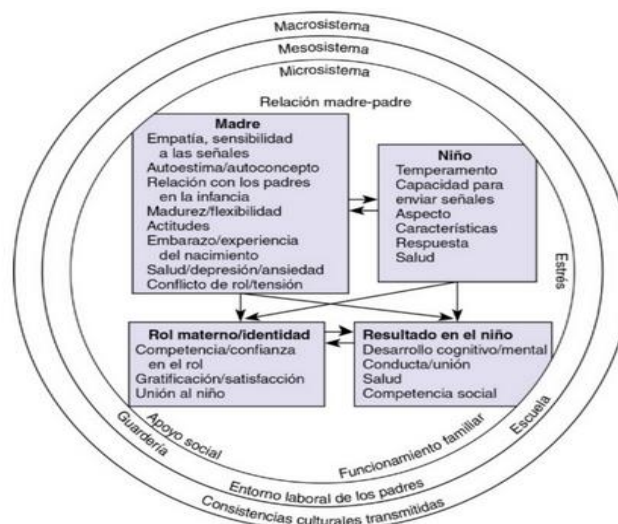 Macrosistema
Mesosistema
Microsistema
Relación madre-padre
Madre
Empatía, sensibilidad
a las señales
Autoestima/autoconcepto
Relación con los padres
en la infancia
Madurez/flexibilidad
Actitudes
Embarazo/experiencia
del nacimiento
Salud/depresión/ansiedad
Conflicto de rol/tensión
Niño
Temperamento
Capacidad para
enviar señales
Aspecto
Características
Respuesta
Salud
Estrés
Rol materno/identidad
Competencia/confianza
en el rol
Gratificación/satisfacción
Unión al niño
Resultado en el niño
Desarrollo cognitivo/mental
Conducta/unión
Salud
Competencia social
Apoyo social
Funcionamiento familiar
Guardería
Escuela
Entorno laboral de los padres
Consistencias culturales transmitidas